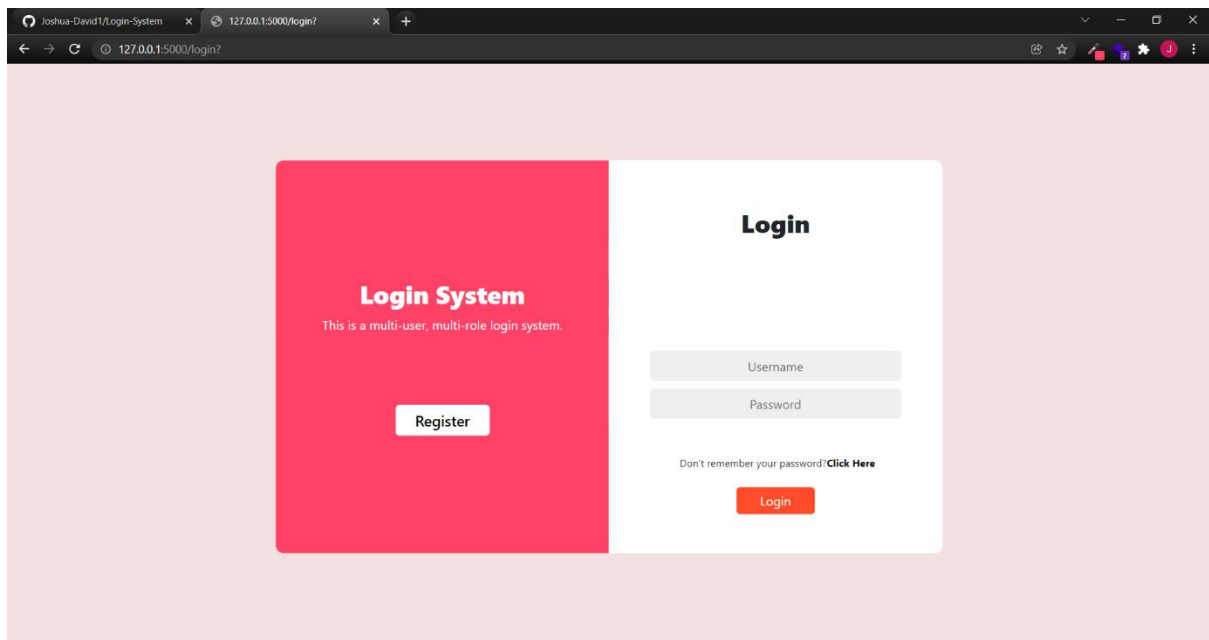 Joshua-David1/Login-System
127.0.0.1:5000/login?
127.0.0.1:5000/login?
J
7
Login System
This is a multi-user, multi-role login system.
Register
Login
Username
Password
Don't remember your password?Click Here
Login